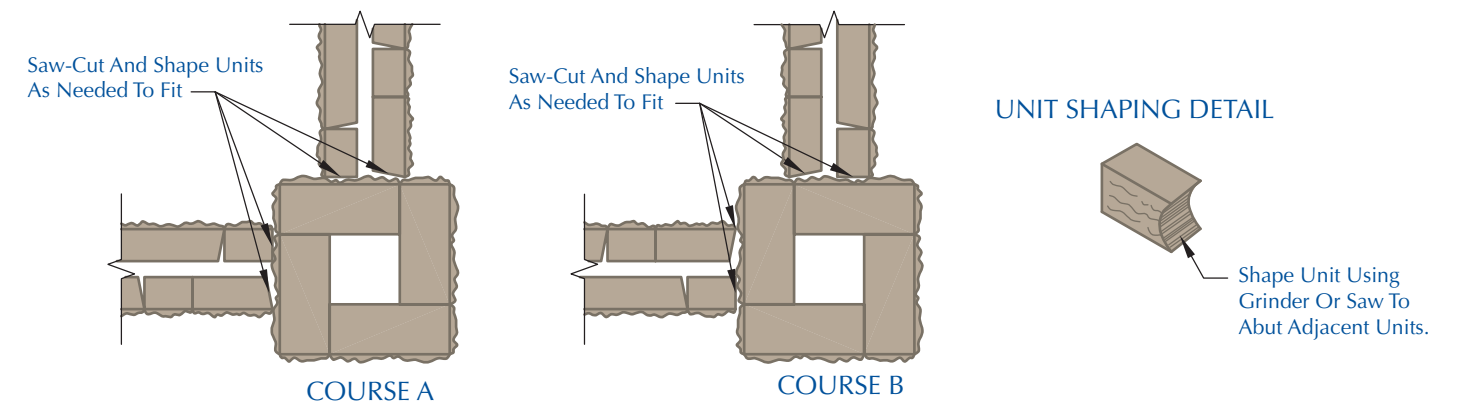 Saw-Cut And Shape Units
As Needed To Fit
COURSE A
Saw-Cut And Shape Units
As Needed To Fit
COURSE B
UNIT SHAPING DETAIL
Shape Unit Using
Grinder Or Saw To
Abut Adjacent Units.